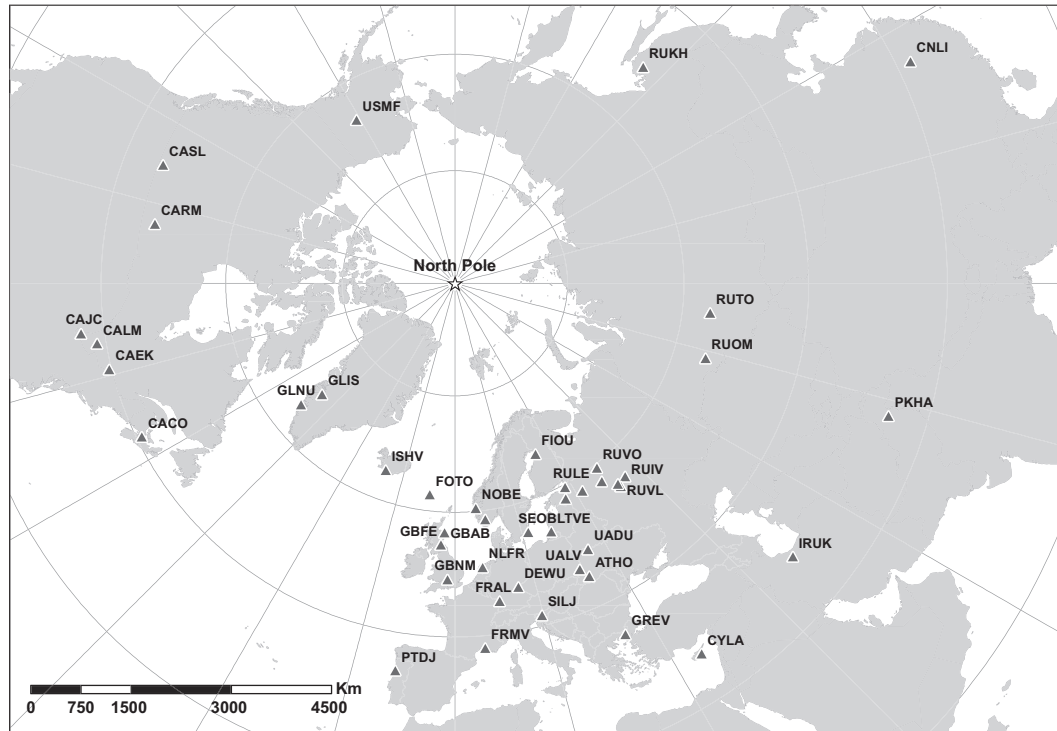 CNLI
RUKH
USMF
CASL
CARM
North Pole
RUTO
CAJC
CALM
RUOM
CAEK
GLIS
GLNU
PKHA
CACO
FIOU
ISHV
RUVO
RULE
RUIV
FOTO
NOBE
RUVL
SEOBLTVE
GBFE
GBAB
UADU
IRUK
NLFR
UALV
ATHO
GBNM
DEWU
FRAL
SILJ
GREV
FRMV
CYLA
PTDJ
Km
0 750 1500 3000 4500